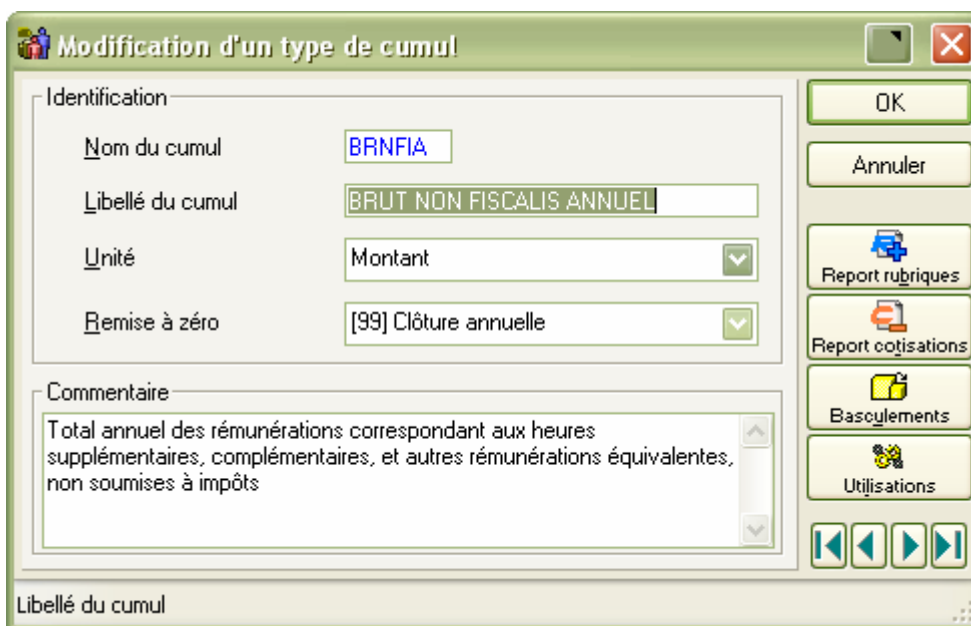 Modification d'un type de cumul
Identification
Nom du cumul
BRNFIA
Libellé du cumul
BRUT NON FISCALIS ANNUEL
Unité
Montant
Remise à zéro
[99] Clôture annuelle
Commentaire
Total annuel des rémunérations correspondant aux heures
supplémentaires, complémentaires, et autres rémunérations équivalentes,
non soumises à impôts
OK
Annuler
Report rubriques
Report cotisations
Basculements
Utilisations
Libellé du cumul